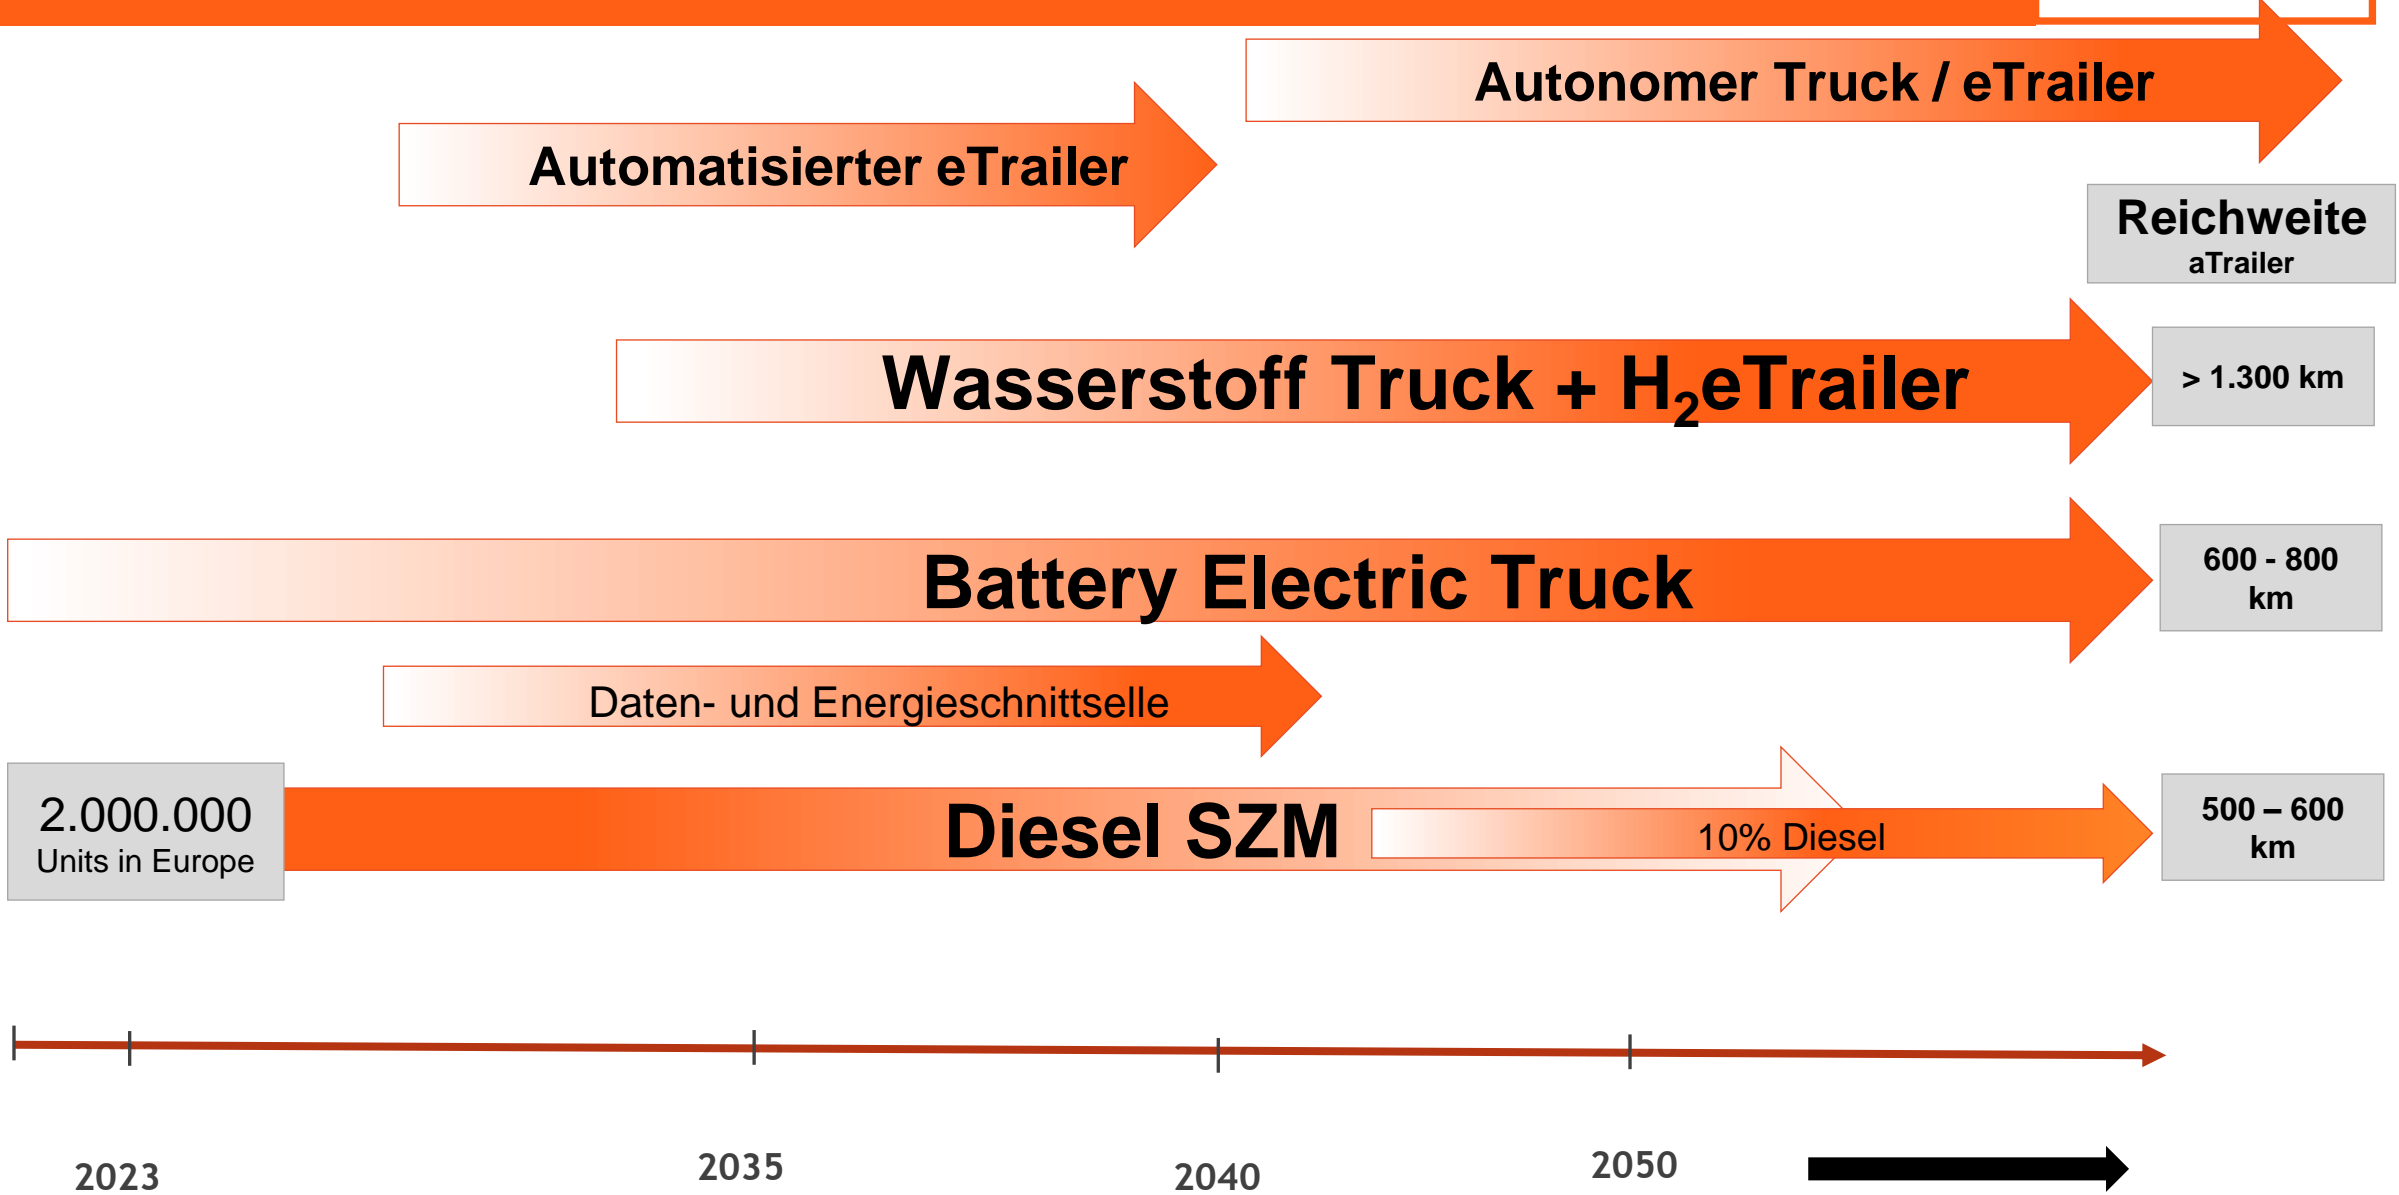 Autonomer Truck / eTrailer
Automatisierter eTrailer
Reichweite
aTrailer
Wasserstoff Truck + H₂eTrailer
> 1.300 km
Battery Electric Truck
600 - 800
km
Daten- und Energieschnittselle
2.000.000
Units in Europe
Diesel SZM
10% Diesel
500 – 600
km
2023
2035
2040
2050